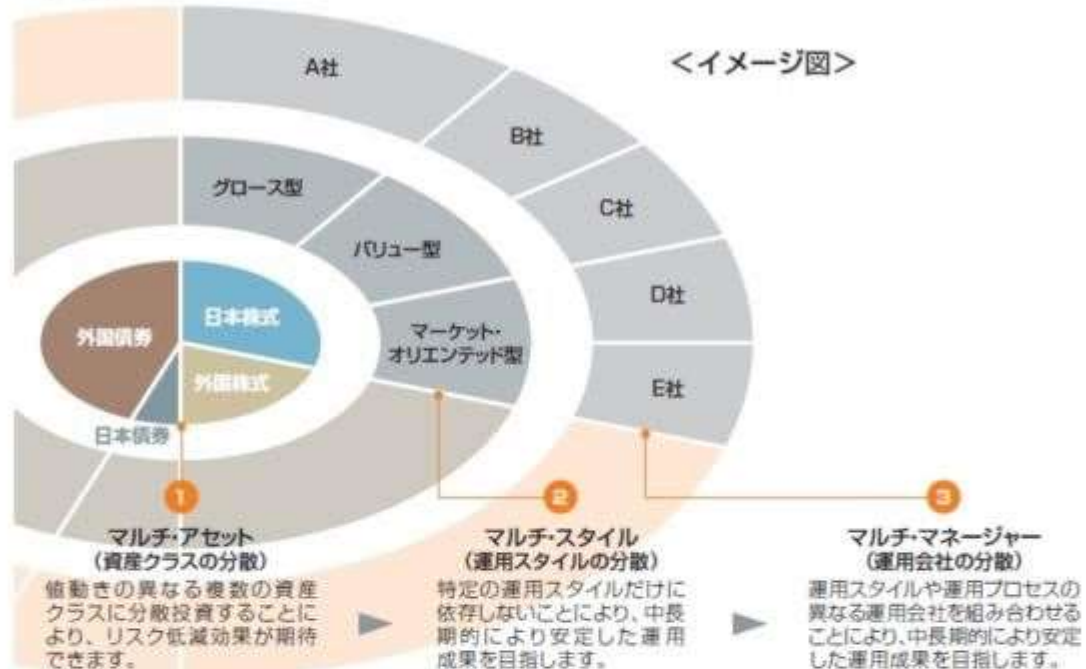 <イメージ図>
A社
B社
C社
D社
E社
グロース型
バリュー型
マーケット・
オリエンテッド型
外国債券
日本株式
外国株式
日本債券
1
マルチ・アセット
(資産クラスの分散)
値動きの異なる複数の資産
クラスに分散投資することに
より、リスク低減効果が期待
できます。
2
マルチ・スタイル
(運用スタイルの分散)
特定の運用スタイルだけに
依存しないことにより、中長
期的により安定した運用
成果を目指します。
3
マルチ・マネージャー
(運用会社の分散)
運用スタイルや運用プロセスの
異なる運用会社を組み合わせる
ことにより、中長期的により安定
した運用成果を目指します。